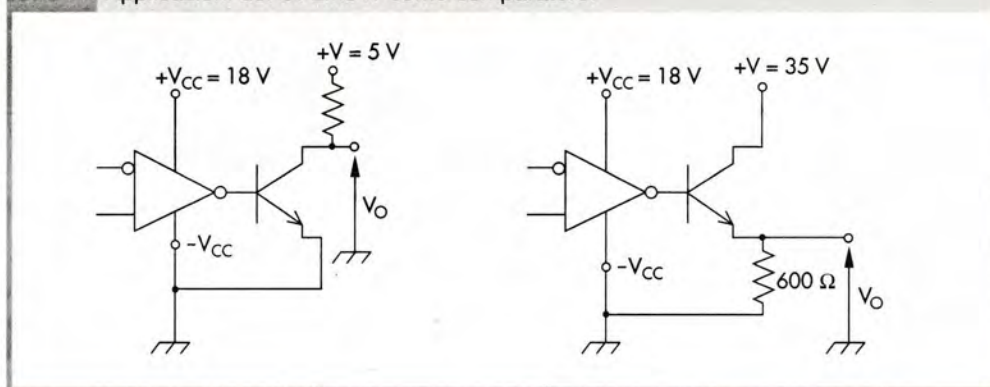 +V = 5 V
+VCC = 18 V
VO
-VCC
+VCC = 18 V
+V = 35 V
-VCC
600 Ω
VO